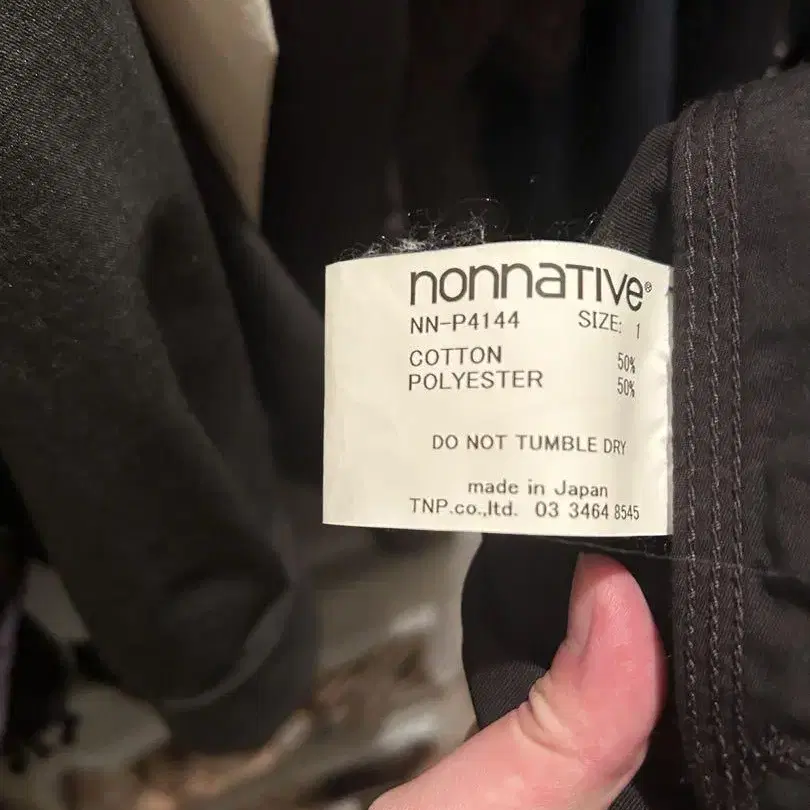 nonnative®
NN-P4144 SIZE: 1
COTTON 50%
POLYESTER 50%
DO NOT TUMBLE DRY
made in Japan
TNP.co.,ltd. 03 3464 8545